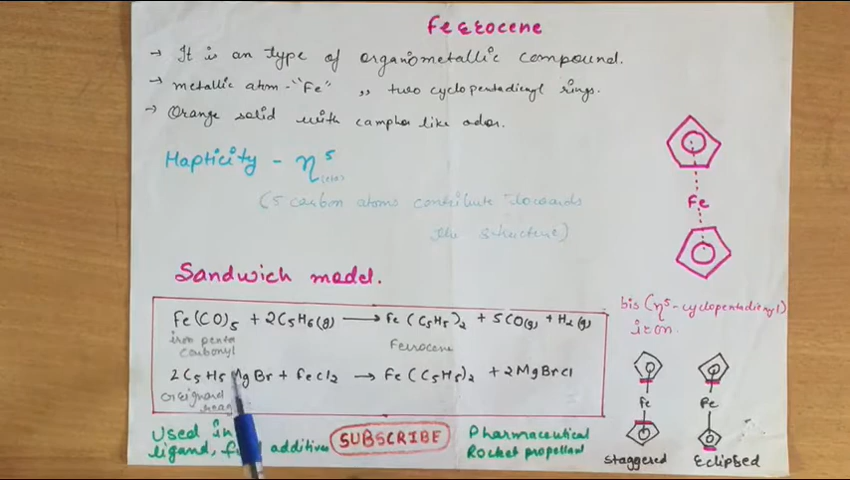 Ferrocene
→ It is an type of organometallic compound.
→ metallic atom - "Fe" ,, two cyclopentadienyl rings.
→ Orange solid with camphor like odor.
Hapticity - η⁵
(eta)
(5 carbon atoms contribute towards
the structure)
Fe
Sandwich model.
bis (η⁵-cyclopentadienyl)
iron
Fe(CO)₅ + 2C₅H₆(g) ⟶ Fe(C₅H₅)₂ + 5CO(g) + H₂(g)
iron penta
carbonyl
Ferrocene
2C₅H₅MgBr + FeCl₂ → Fe(C₅H₅)₂ + 2MgBrCl
Grignard
Fe Fe
staggered Eclipsed
Used in
ligand, additives
SUBSCRIBE
Pharmaceutical
Rocket propellant